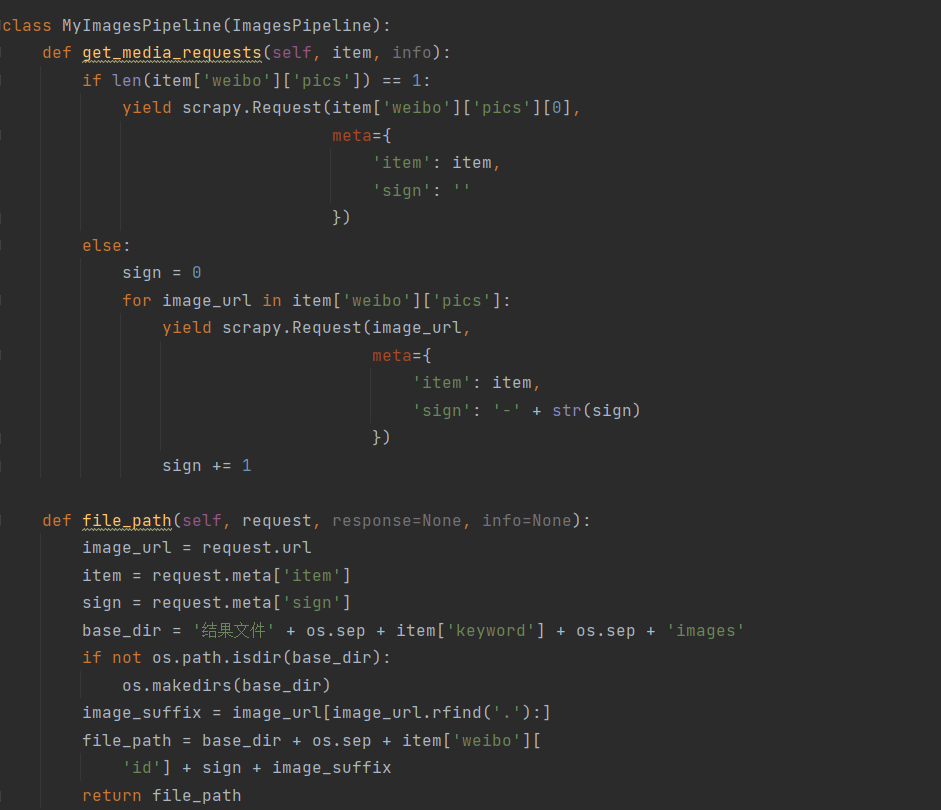 class MyImagesPipeline(ImagesPipeline):
    def get_media_requests(self, item, info):
        if len(item['weibo']['pics']) == 1:
            yield scrapy.Request(item['weibo']['pics'][0],
                                 meta={
                                     'item': item,
                                     'sign': ''
                                 })
        else:
            sign = 0
            for image_url in item['weibo']['pics']:
                yield scrapy.Request(image_url,
                                     meta={
                                         'item': item,
                                         'sign': '-' + str(sign)
                                     })
                sign += 1

    def file_path(self, request, response=None, info=None):
        image_url = request.url
        item = request.meta['item']
        sign = request.meta['sign']
        base_dir = '结果文件' + os.sep + item['keyword'] + os.sep + 'images'
        if not os.path.isdir(base_dir):
            os.makedirs(base_dir)
        image_suffix = image_url[image_url.rfind('.'):]
        file_path = base_dir + os.sep + item['weibo'][
            'id'] + sign + image_suffix
        return file_path